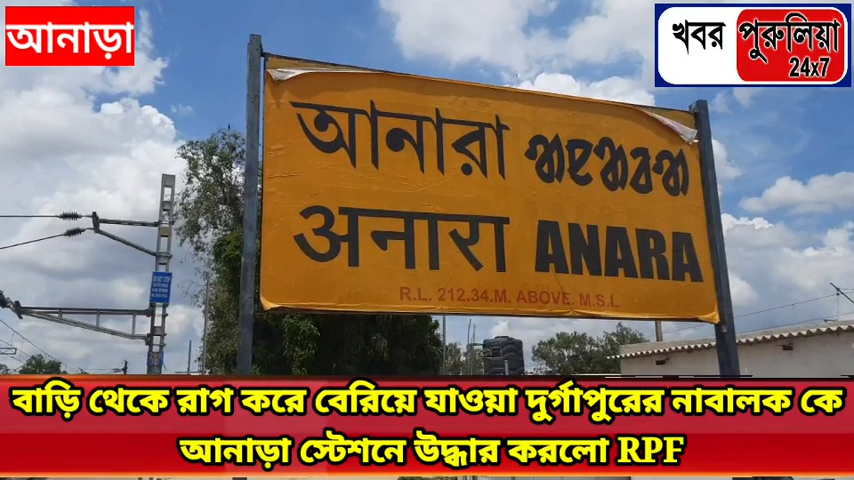 আনাড়া
খবর পুরুলিয়া
24x7
আনারা
अनारा ANARA
R.L. 212.34.M. ABOVE. M.S.L
বাড়ি থেকে রাগ করে বেরিয়ে যাওয়া দুর্গাপুরের নাবালক কে
আনাড়া স্টেশনে উদ্ধার করলো RPF